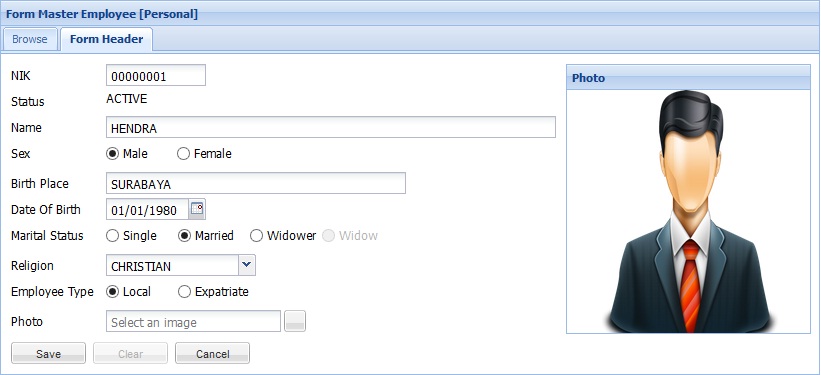 Form Master Employee [Personal]
Browse Form Header
NIK 00000001
Status ACTIVE
Name HENDRA
Sex Male Female
Birth Place SURABAYA
Date Of Birth 01/01/1980
Marital Status Single Married Widower Widow
Religion CHRISTIAN
Employee Type Local Expatriate
Photo Select an image
Save Clear Cancel
Photo